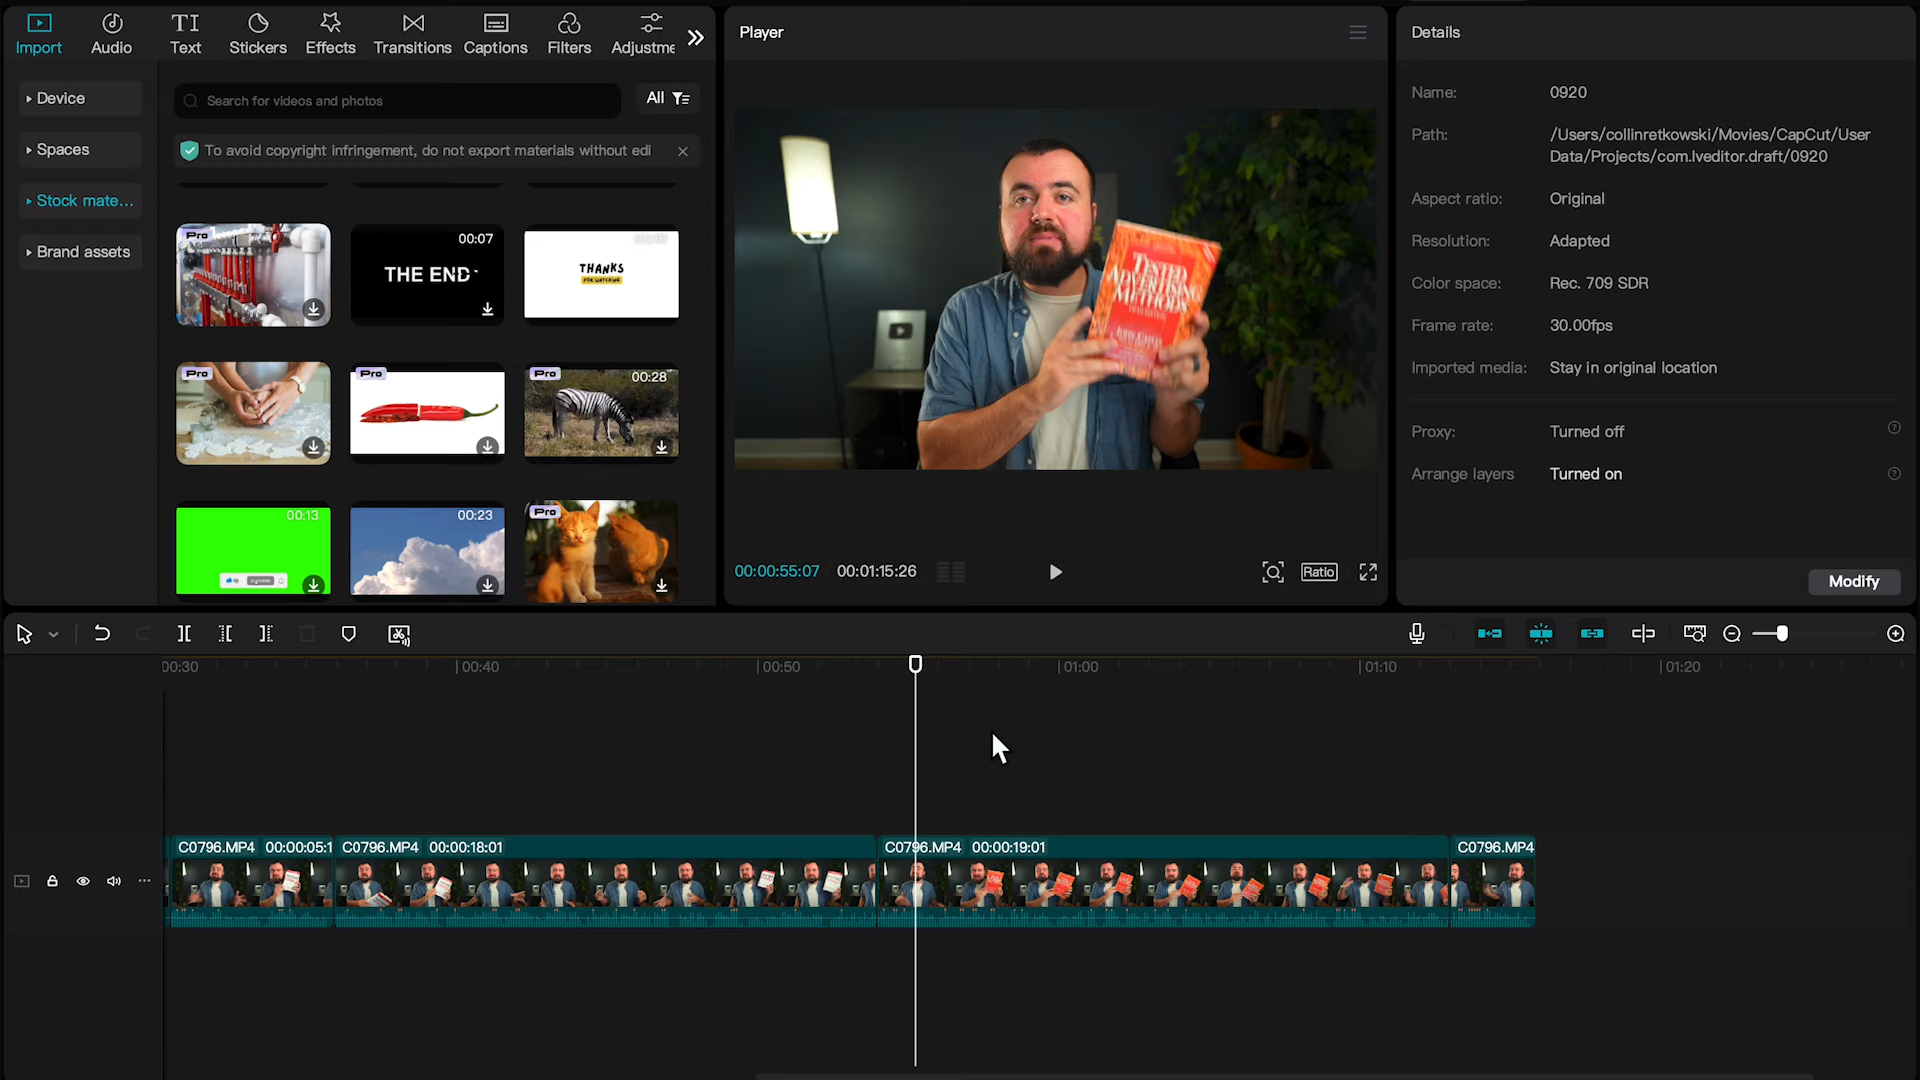 Import
Audio
Text
Stickers
Effects
Transitions
Captions
Filters
Adjustme
Player
Details
Device
Spaces
Stock mate...
Brand assets
Search for videos and photos
All
To avoid copyright infringement, do not export materials without edi
Pro
00:07
THE END
THANKS
FOR WATCHING
Pro
Pro
Pro
00:28
00:13
00:23
Pro
TESTED
ADVERTISING
METHODS
00:00:55:07
00:01:15:26
Ratio
Name:
0920
Path:
/Users/collinretkowski/Movies/CapCut/User
Data/Projects/com.lveditor.draft/0920
Aspect ratio:
Original
Resolution:
Adapted
Color space:
Rec. 709 SDR
Frame rate:
30.00fps
Imported media:
Stay in original location
Proxy:
Turned off
Arrange layers
Turned on
Modify
00:30
00:40
00:50
01:00
01:10
01:20
C0796.MP4 00:00:05:1
C0796.MP4 00:00:18:01
C0796.MP4 00:00:19:01
C0796.MP4